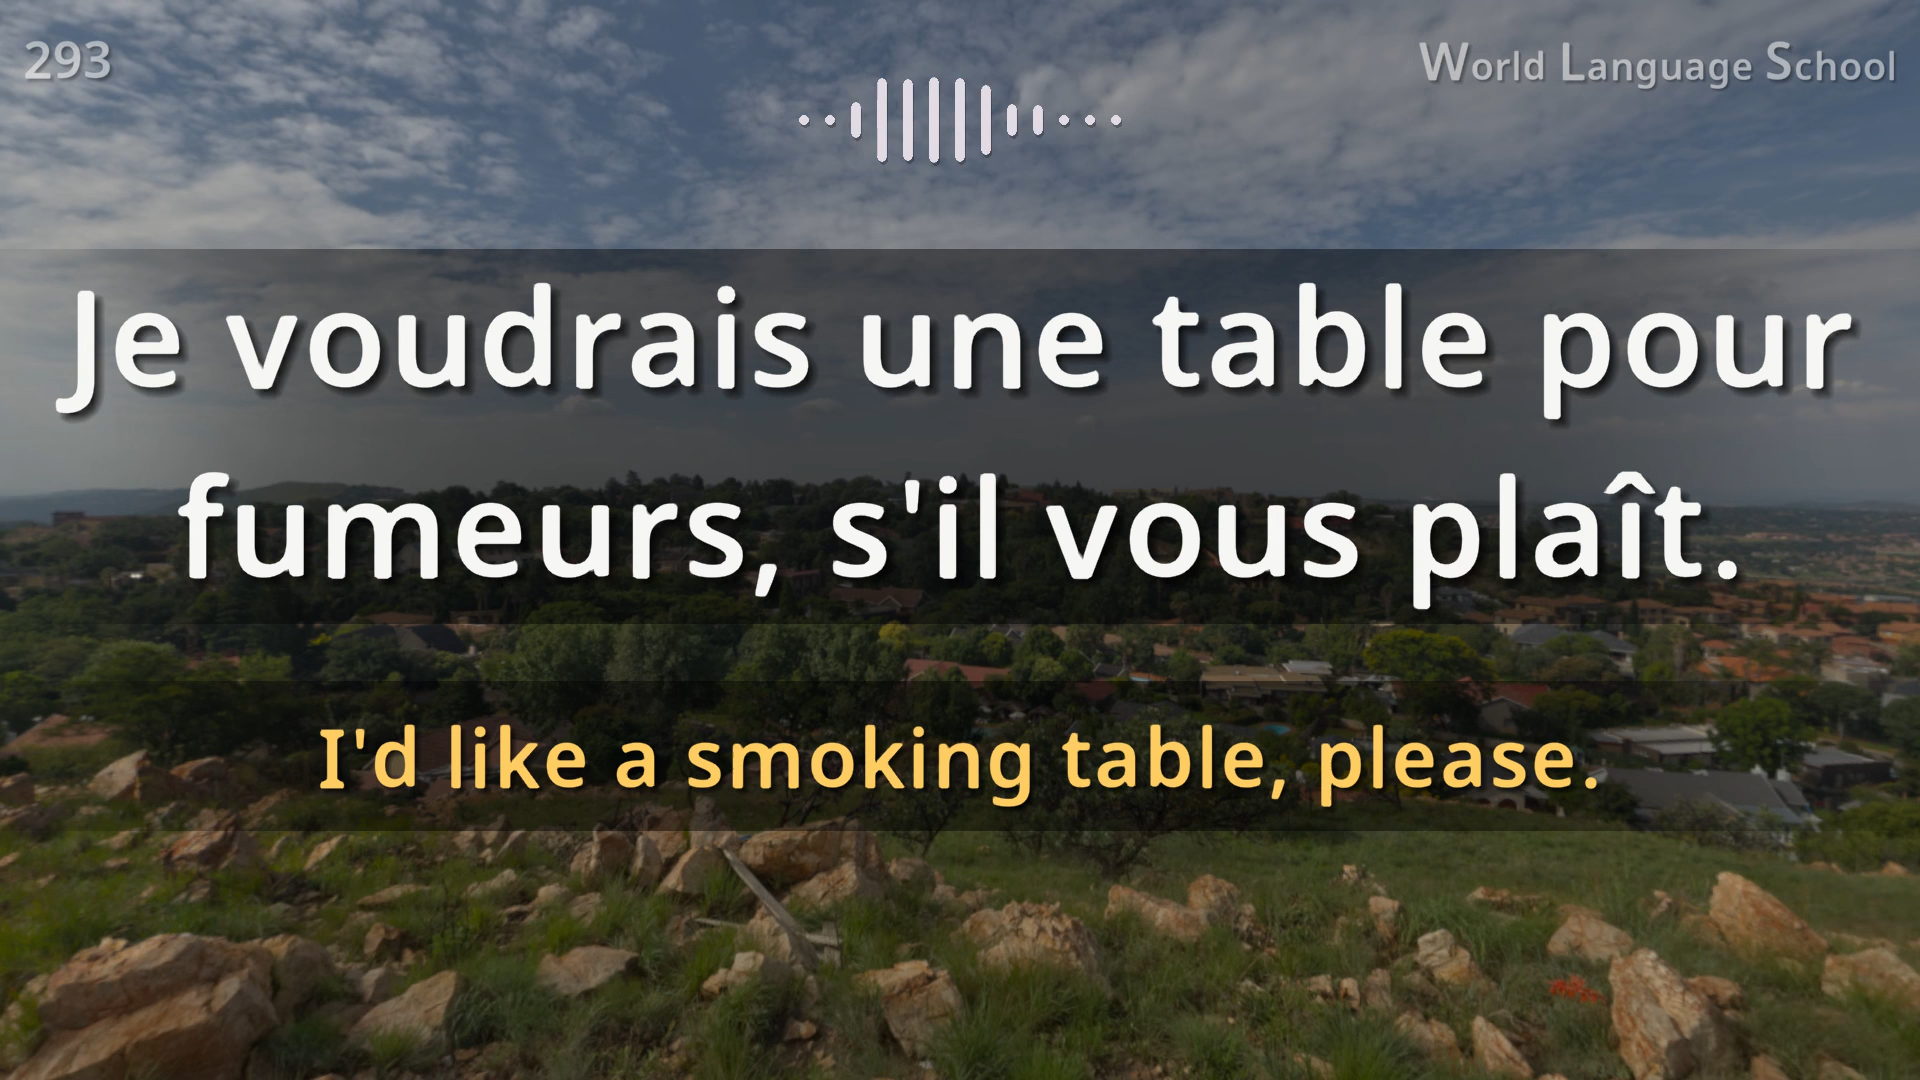 293
World Language School
Je voudrais une table pour
fumeurs, s'il vous plaît.
I'd like a smoking table, please.